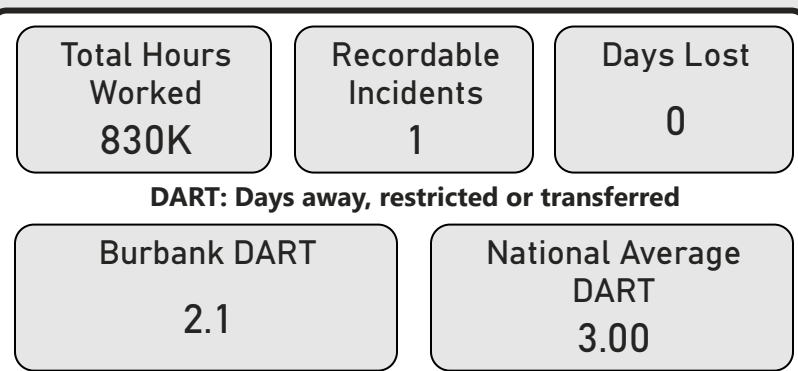 Total Hours
Worked
830K
Recordable
Incidents
1
Days Lost
0
DART: Days away, restricted or transferred
Burbank DART
2.1
National Average
DART
3.00